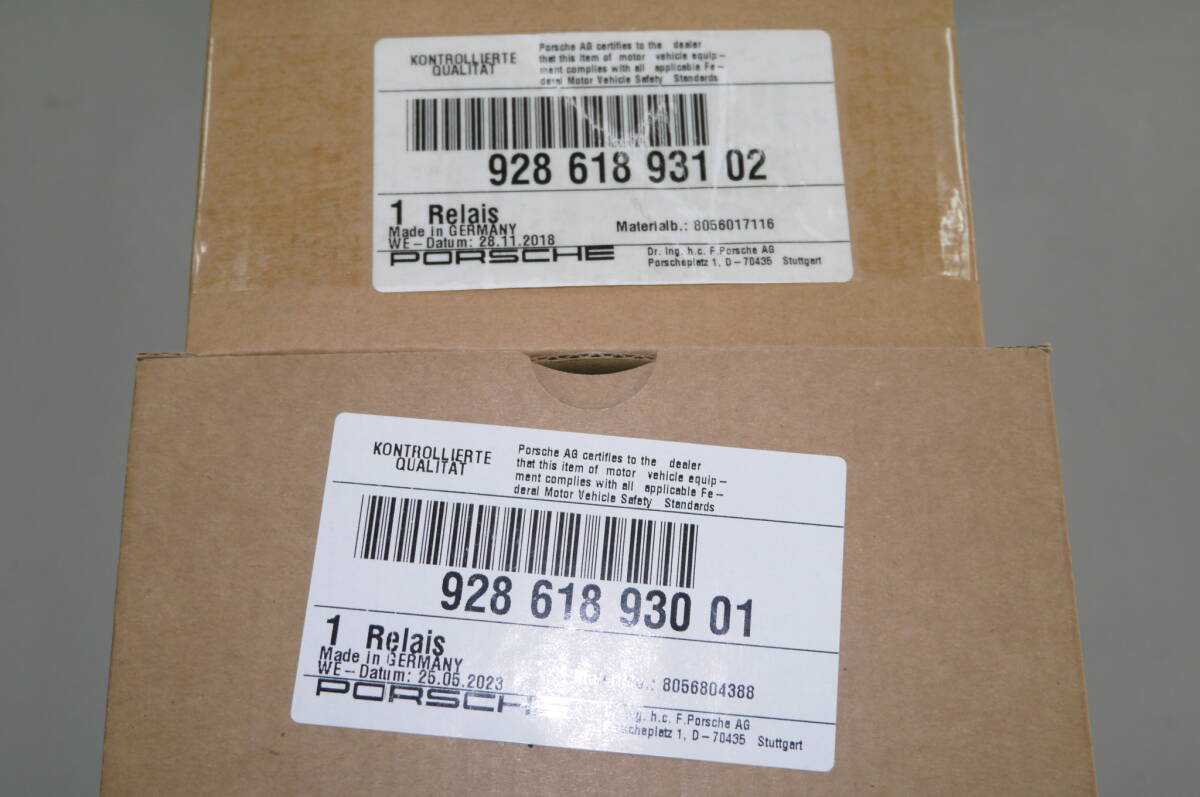 KONTROLLIERTE
QUALITAT
Porsche AG certifies to the dealer
that this item of motor vehicle equip-
ment complies with all applicable Fe-
deral Motor Vehicle Safety Standards
928 618 931 02
1 Relais
Made in GERMANY
WE-Datum: 28.11.2018
Materialb.: 8056017116
PORSCHE
Dr. Ing. h.c. F.Porsche AG
Porscheplatz 1, D-70435 Stuttgart
KONTROLLIERTE
QUALITAT
Porsche AG certifies to the dealer
that this item of motor vehicle equip-
ment complies with all applicable Fe-
deral Motor Vehicle Safety Standards
928 618 930 01
1 Relais
Made in GERMANY
WE-Datum: 25.05.2023
8056804388
PORSCHE
h.c. F.Porsche AG
1, D-70435 Stuttgart